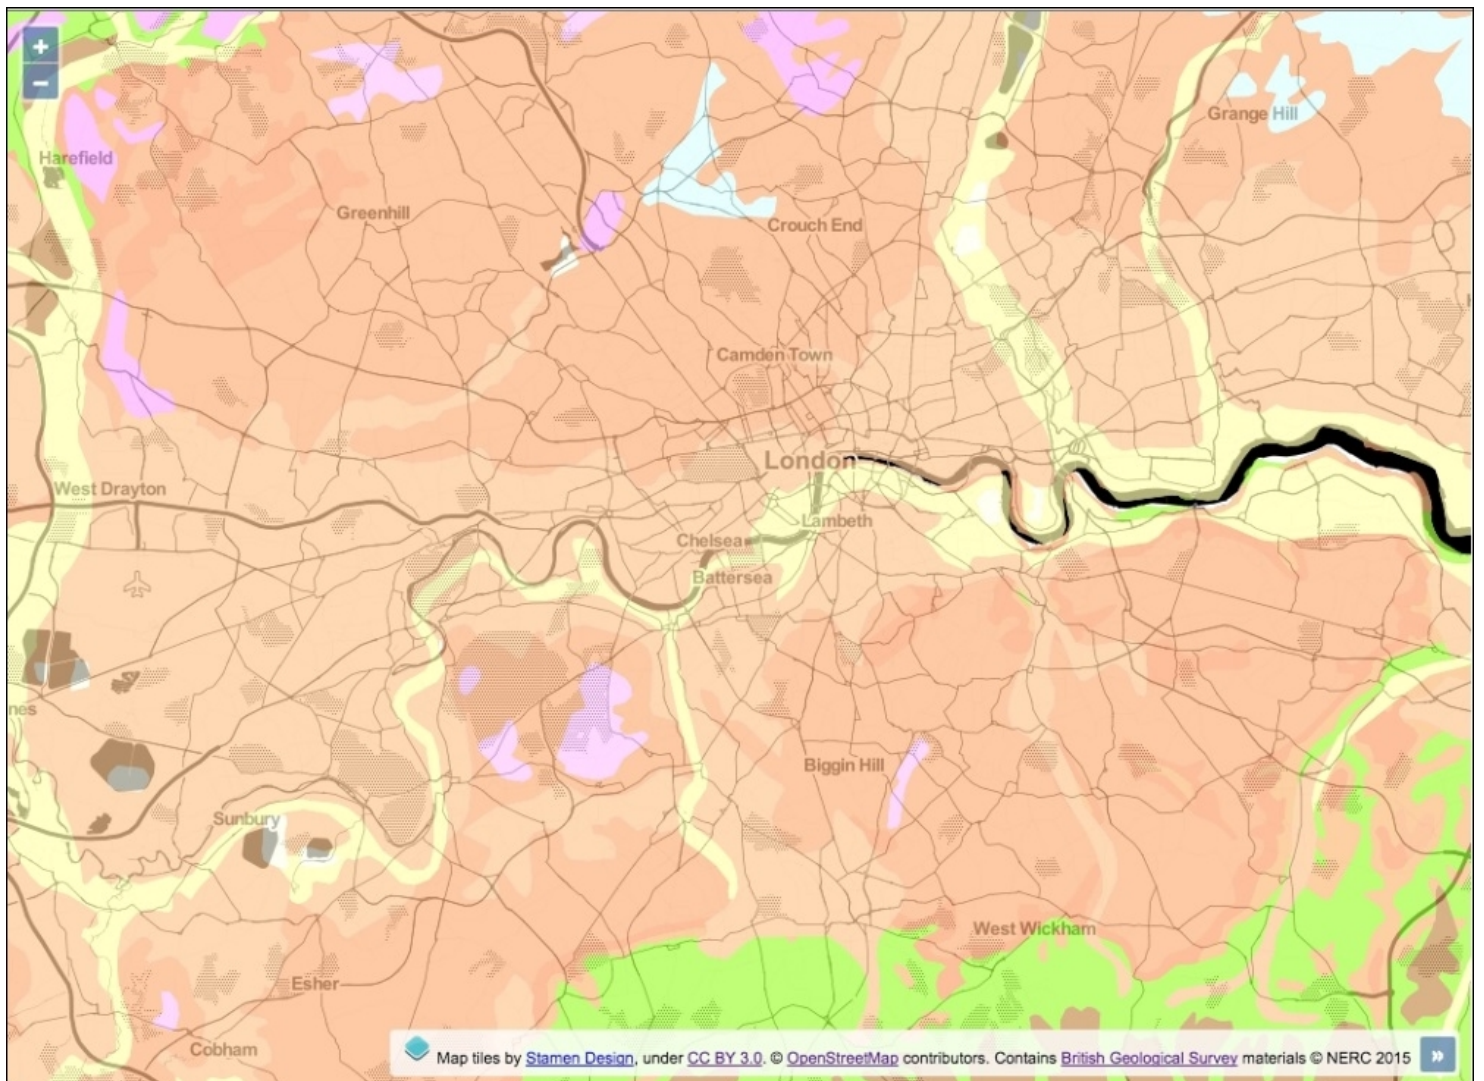 +
−
Grange Hill
Harefield
Greenhill
Crouch End
Camden Town
London
West Drayton
Lambeth
Chelsea
Battersea
nes
Biggin Hill
Sunbury
West Wickham
Esher
Cobham
Map tiles by Stamen Design, under CC BY 3.0. © OpenStreetMap contributors. Contains British Geological Survey materials © NERC 2015 »